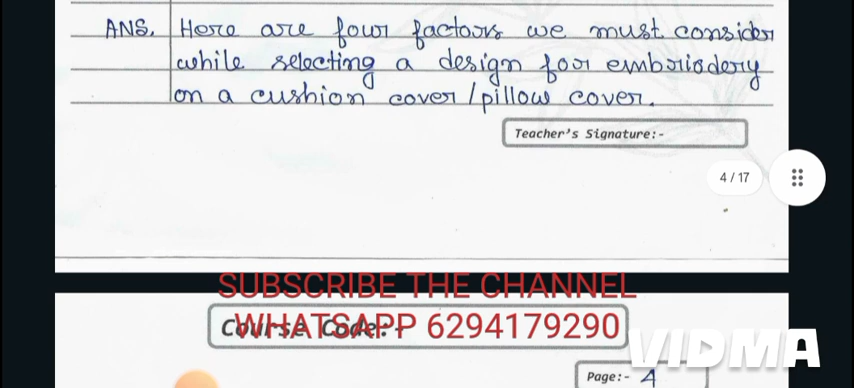 ANS. Here are four factors we must consider
while selecting a design for embriodery
on a cushion cover/pillow cover.
Teacher's Signature:-
4 / 17
SUBSCRIBE THE CHANNEL
Course Code:-
WHATSAPP 6294179290
VIDMA
Page:- 4